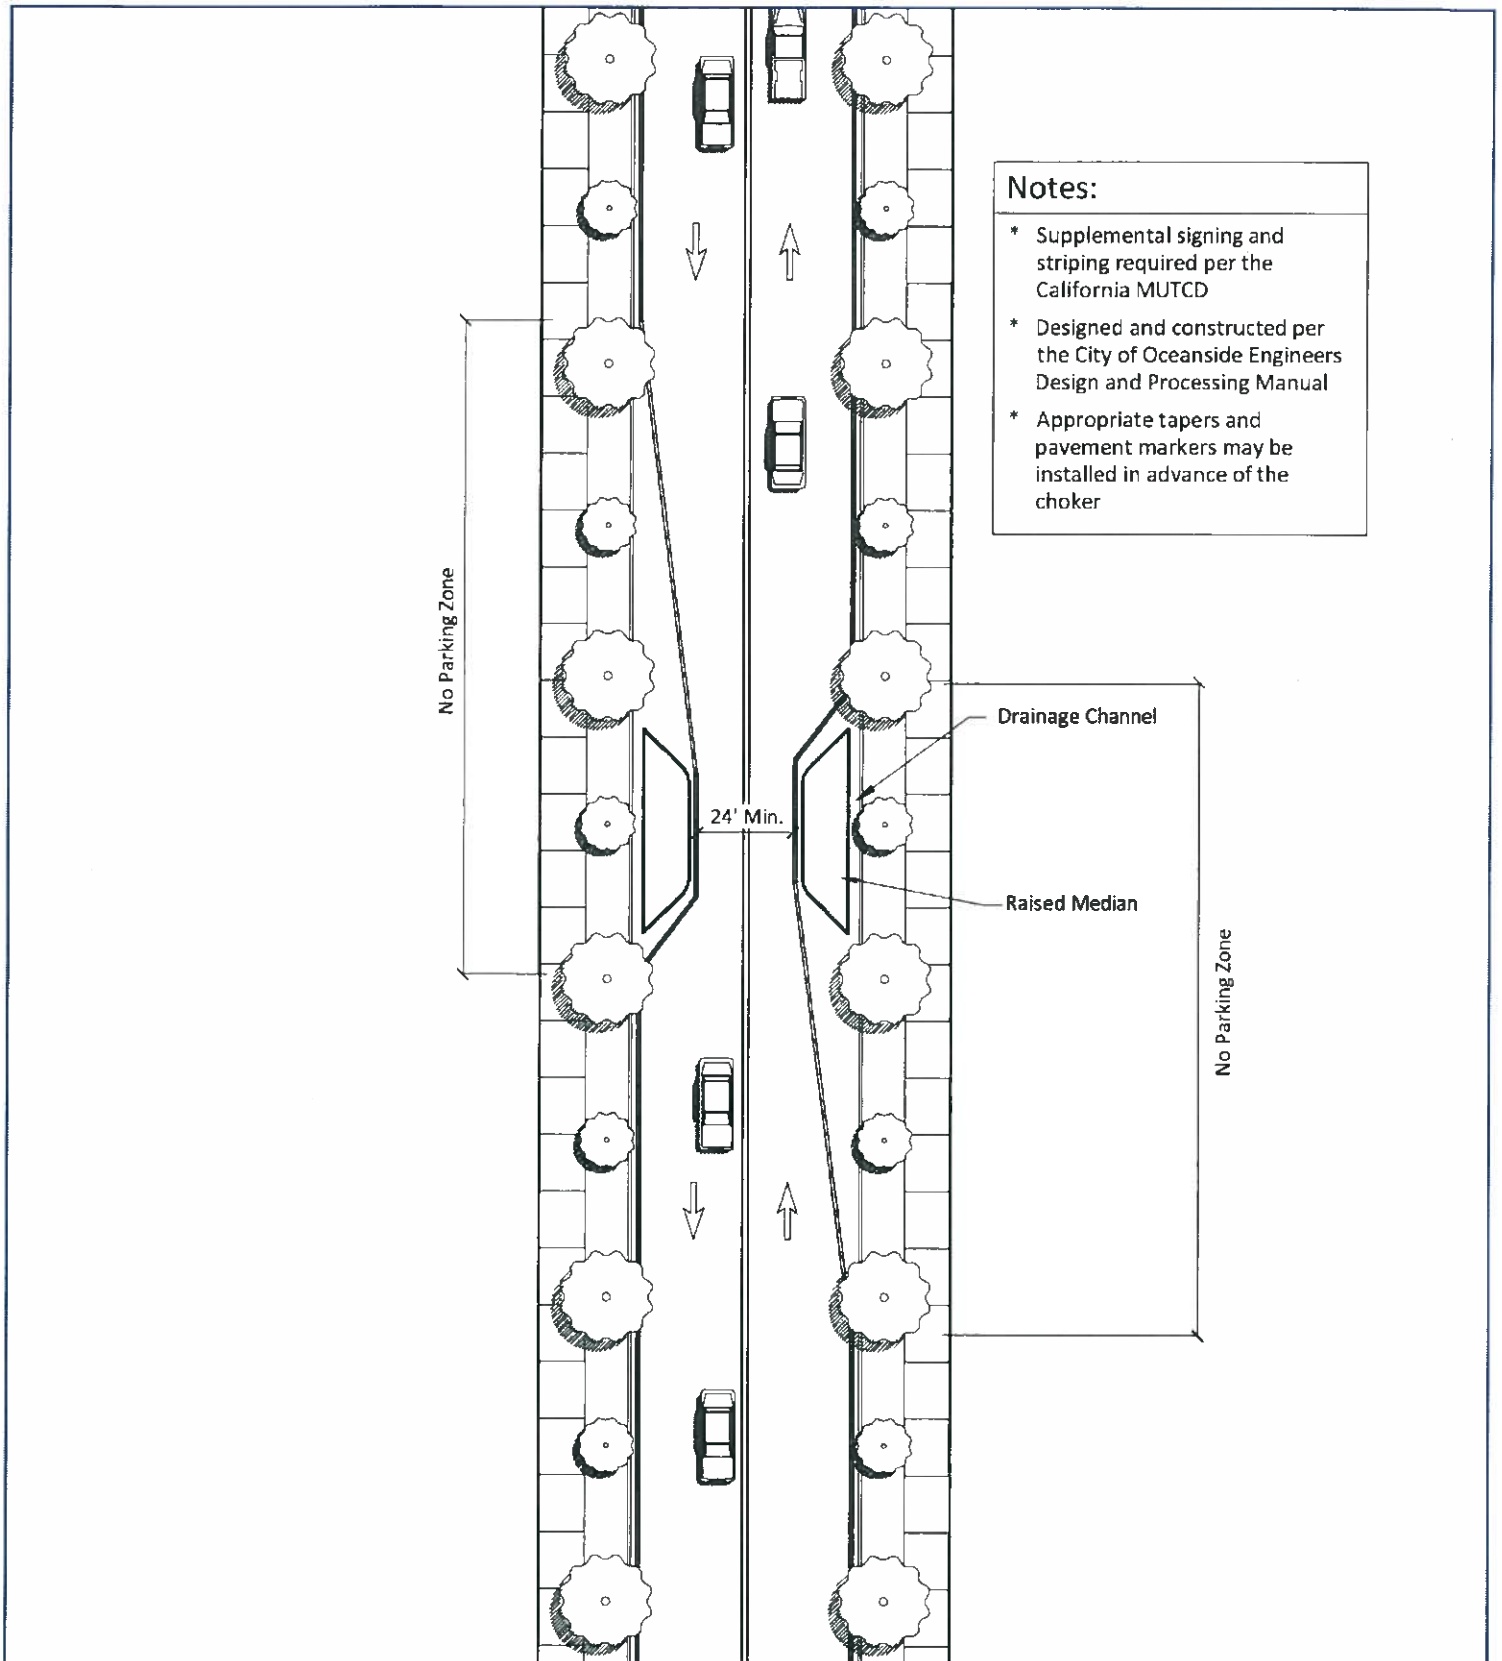 Notes:
* Supplemental signing and
striping required per the
California MUTCD
* Designed and constructed per
the City of Oceanside Engineers
Design and Processing Manual
* Appropriate tapers and
pavement markers may be
installed in advance of the
choker
No Parking Zone
Drainage Channel
24' Min.
Raised Median
No Parking Zone